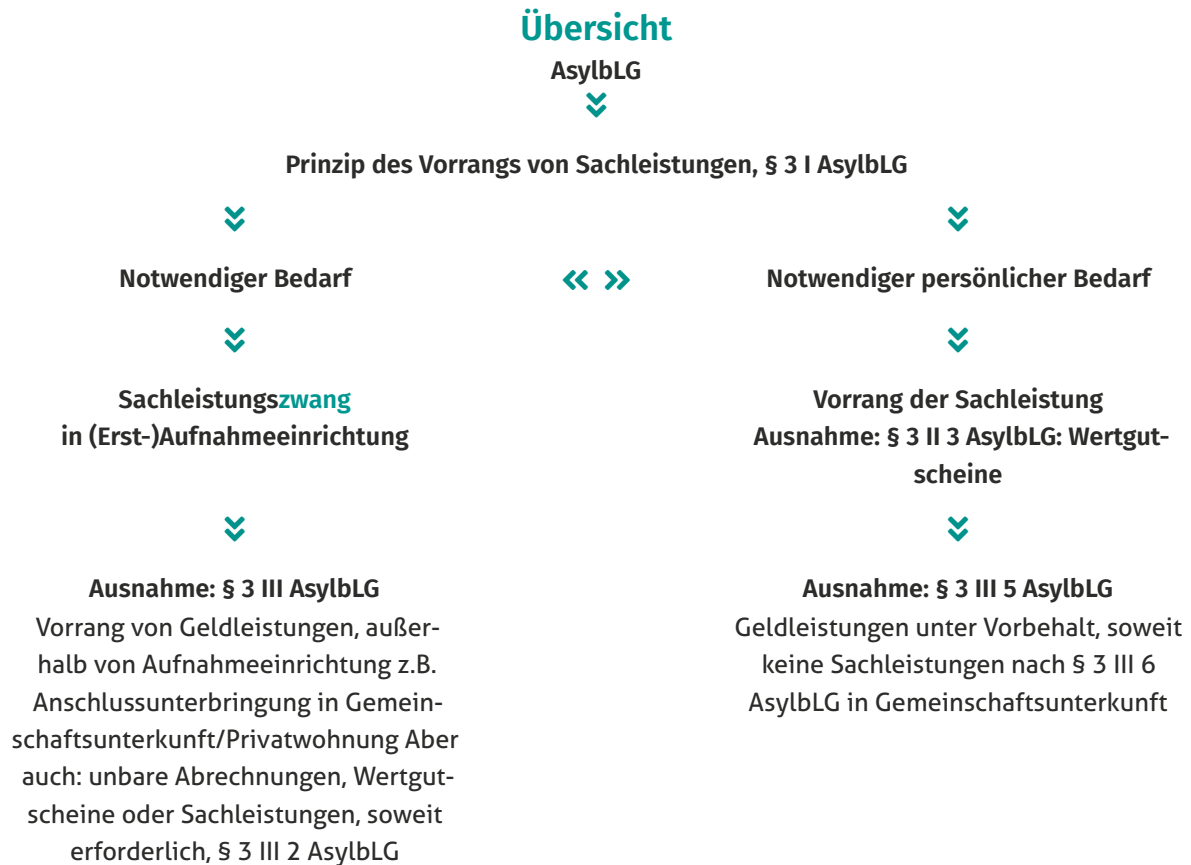 Übersicht
AsylbLG
Prinzip des Vorrangs von Sachleistungen, § 3 I AsylbLG
Notwendiger Bedarf
Notwendiger persönlicher Bedarf
Sachleistungszwang
in (Erst-)Aufnahmeeinrichtung
Vorrang der Sachleistung
Ausnahme: § 3 II 3 AsylbLG: Wertgut-
scheine
Ausnahme: § 3 III AsylbLG
Vorrang von Geldleistungen, außer-
halb von Aufnahmeeinrichtung z.B.
Anschlussunterbringung in Gemein-
schaftsunterkunft/Privatwohnung Aber
auch: unbare Abrechnungen, Wertgut-
scheine oder Sachleistungen, soweit
erforderlich, § 3 III 2 AsylbLG
Ausnahme: § 3 III 5 AsylbLG
Geldleistungen unter Vorbehalt, soweit
keine Sachleistungen nach § 3 III 6
AsylbLG in Gemeinschaftsunterkunft